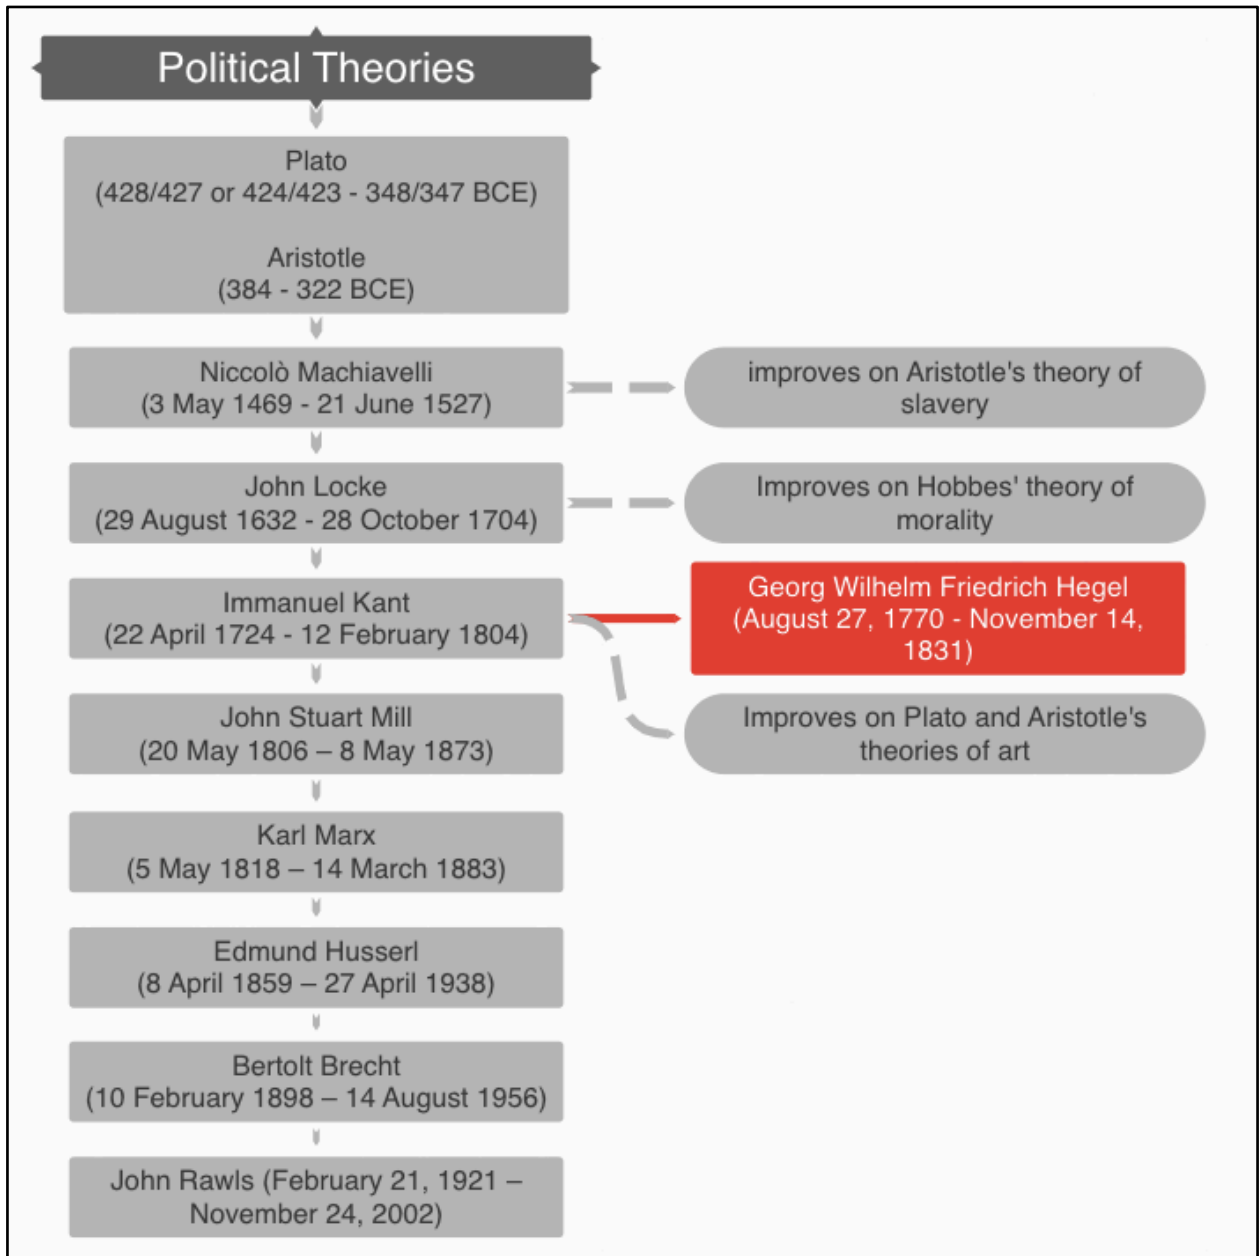 Political Theories
Plato
(428/427 or 424/423 - 348/347 BCE)
Aristotle
(384 - 322 BCE)
Niccolò Machiavelli
(3 May 1469 - 21 June 1527)
improves on Aristotle's theory of
slavery
John Locke
(29 August 1632 - 28 October 1704)
Improves on Hobbes' theory of
morality
Immanuel Kant
(22 April 1724 - 12 February 1804)
Georg Wilhelm Friedrich Hegel
(August 27, 1770 - November 14,
1831)
Improves on Plato and Aristotle's
theories of art
John Stuart Mill
(20 May 1806 – 8 May 1873)
Karl Marx
(5 May 1818 – 14 March 1883)
Edmund Husserl
(8 April 1859 – 27 April 1938)
Bertolt Brecht
(10 February 1898 – 14 August 1956)
John Rawls (February 21, 1921 –
November 24, 2002)